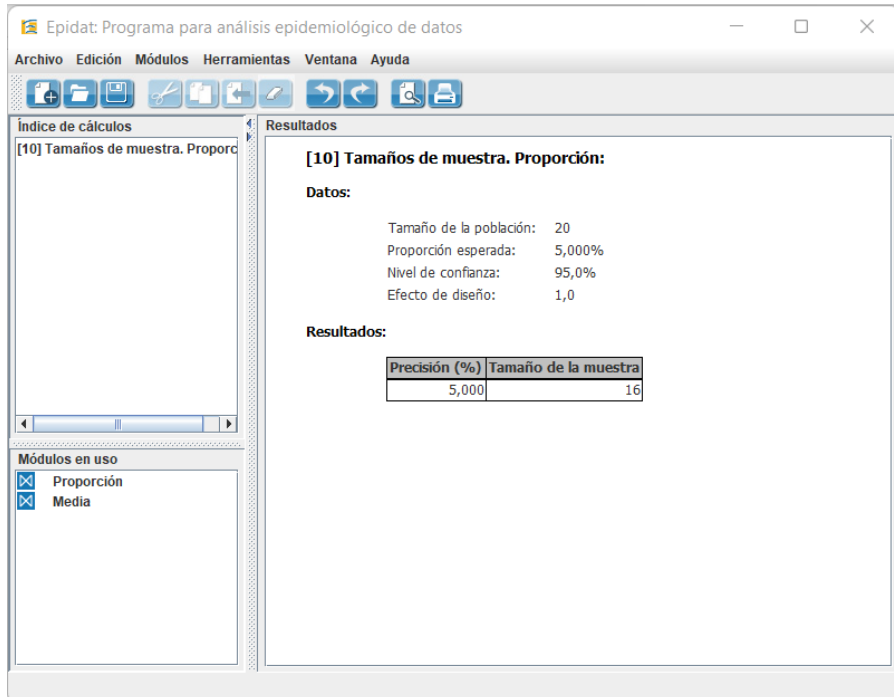 Epidat: Programa para análisis epidemiológico de datos
Archivo Edición Módulos Herramientas Ventana Ayuda
Índice de cálculos
[10] Tamaños de muestra. Proporc
Módulos en uso
Proporción
Media
Resultados
[10] Tamaños de muestra. Proporción:
Datos:
Tamaño de la población: 20
Proporción esperada: 5,000%
Nivel de confianza: 95,0%
Efecto de diseño: 1,0
Resultados:
Precisión (%) Tamaño de la muestra
5,000 16